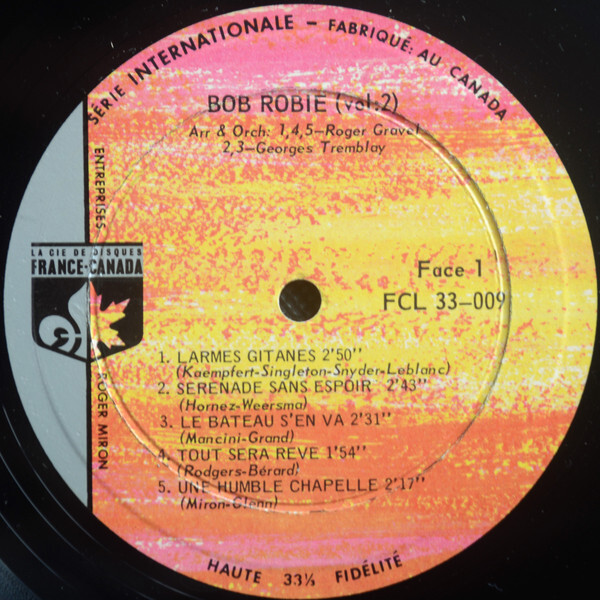 SÉRIE INTERNATIONALE – FABRIQUÉ: AU CANADA
BOB ROBIE (vol:2)
Arr & Orch: 1,4,5—Roger Gravel
2,3—Georges Tremblay
ENTREPRISES
LA CIE DE DISQUES
FRANCE-CANADA
ROGER MIRON
Face 1
FCL 33-009
1. LARMES GITANES 2'50''
(Kaempfert-Singleton-Snyder-Leblanc)
2. SERENADE SANS ESPOIR 2'43''
(Hornez-Weersma)
3. LE BATEAU S'EN VA 2'31''
(Mancini-Grand)
4. TOUT SERA REVE 1'54''
(Rodgers-Bérard)
5. UNE HUMBLE CHAPELLE 2'17''
(Miron-Glenn)
HAUTE 33⅓ FIDÉLITÉ